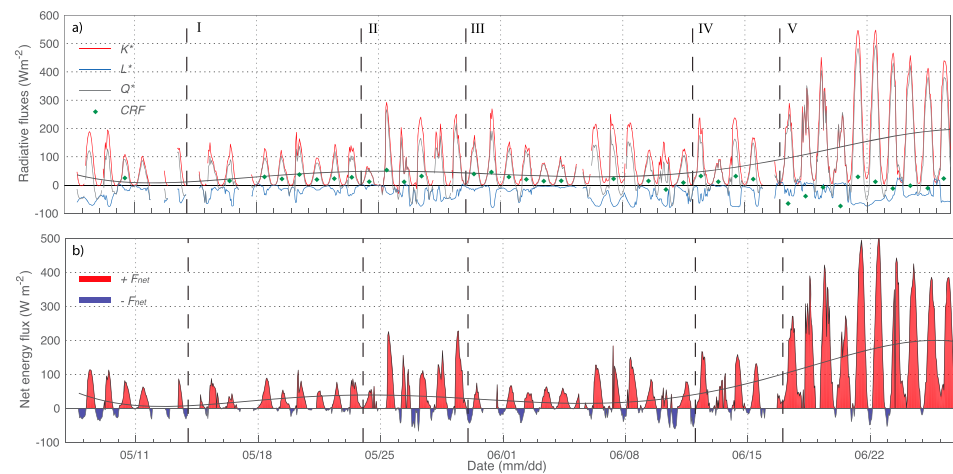 a)
I
II
III
IV
V
600
500
400
300
200
100
0
-100
Radiative fluxes (Wm-2)
K*
L*
Q*
CRF
b)
500
400
300
200
100
0
-100
Net energy flux (W m-2)
+ Fnet
- Fnet
05/11
05/18
05/25
06/01
06/08
06/15
06/22
Date (mm/dd)